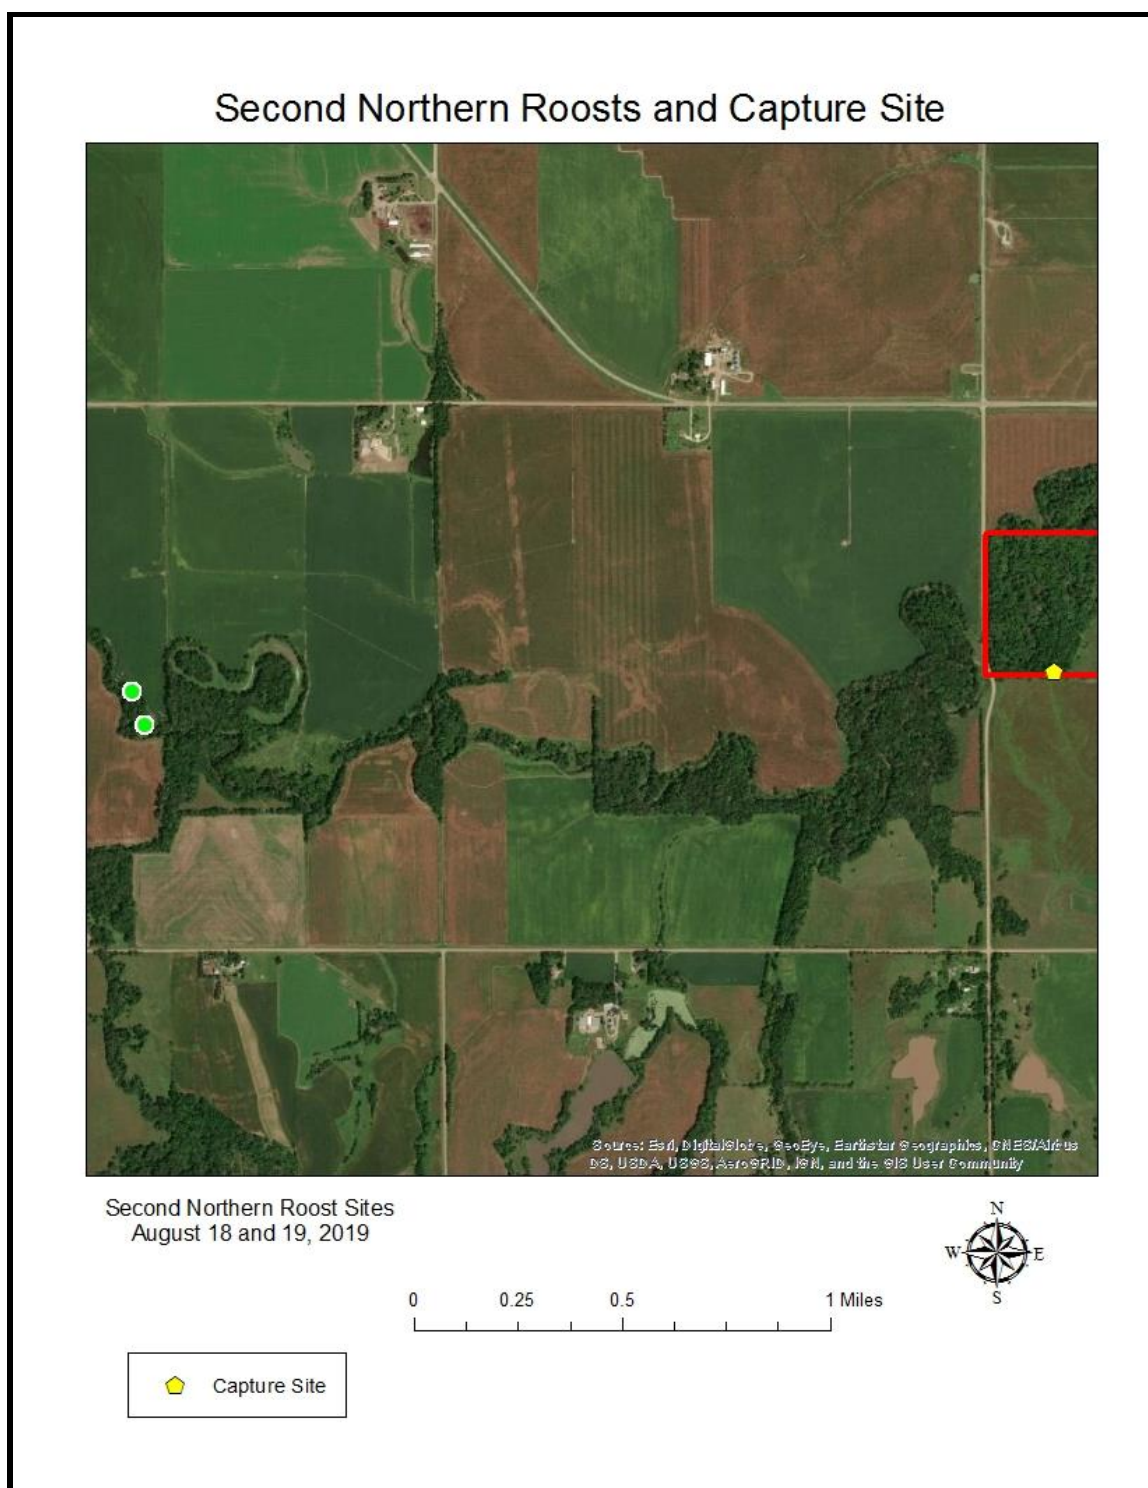 Second Northern Roosts and Capture Site
Source: Esri, DigitalGlobe, GeoEye, Earthstar Geographics, CNES/Airbus
DS, USDA, USGS, AeroGRID, IGN, and the GIS User Community
Second Northern Roost Sites
August 18 and 19, 2019
N
W E
S
0 0.25 0.5 1 Miles
Capture Site